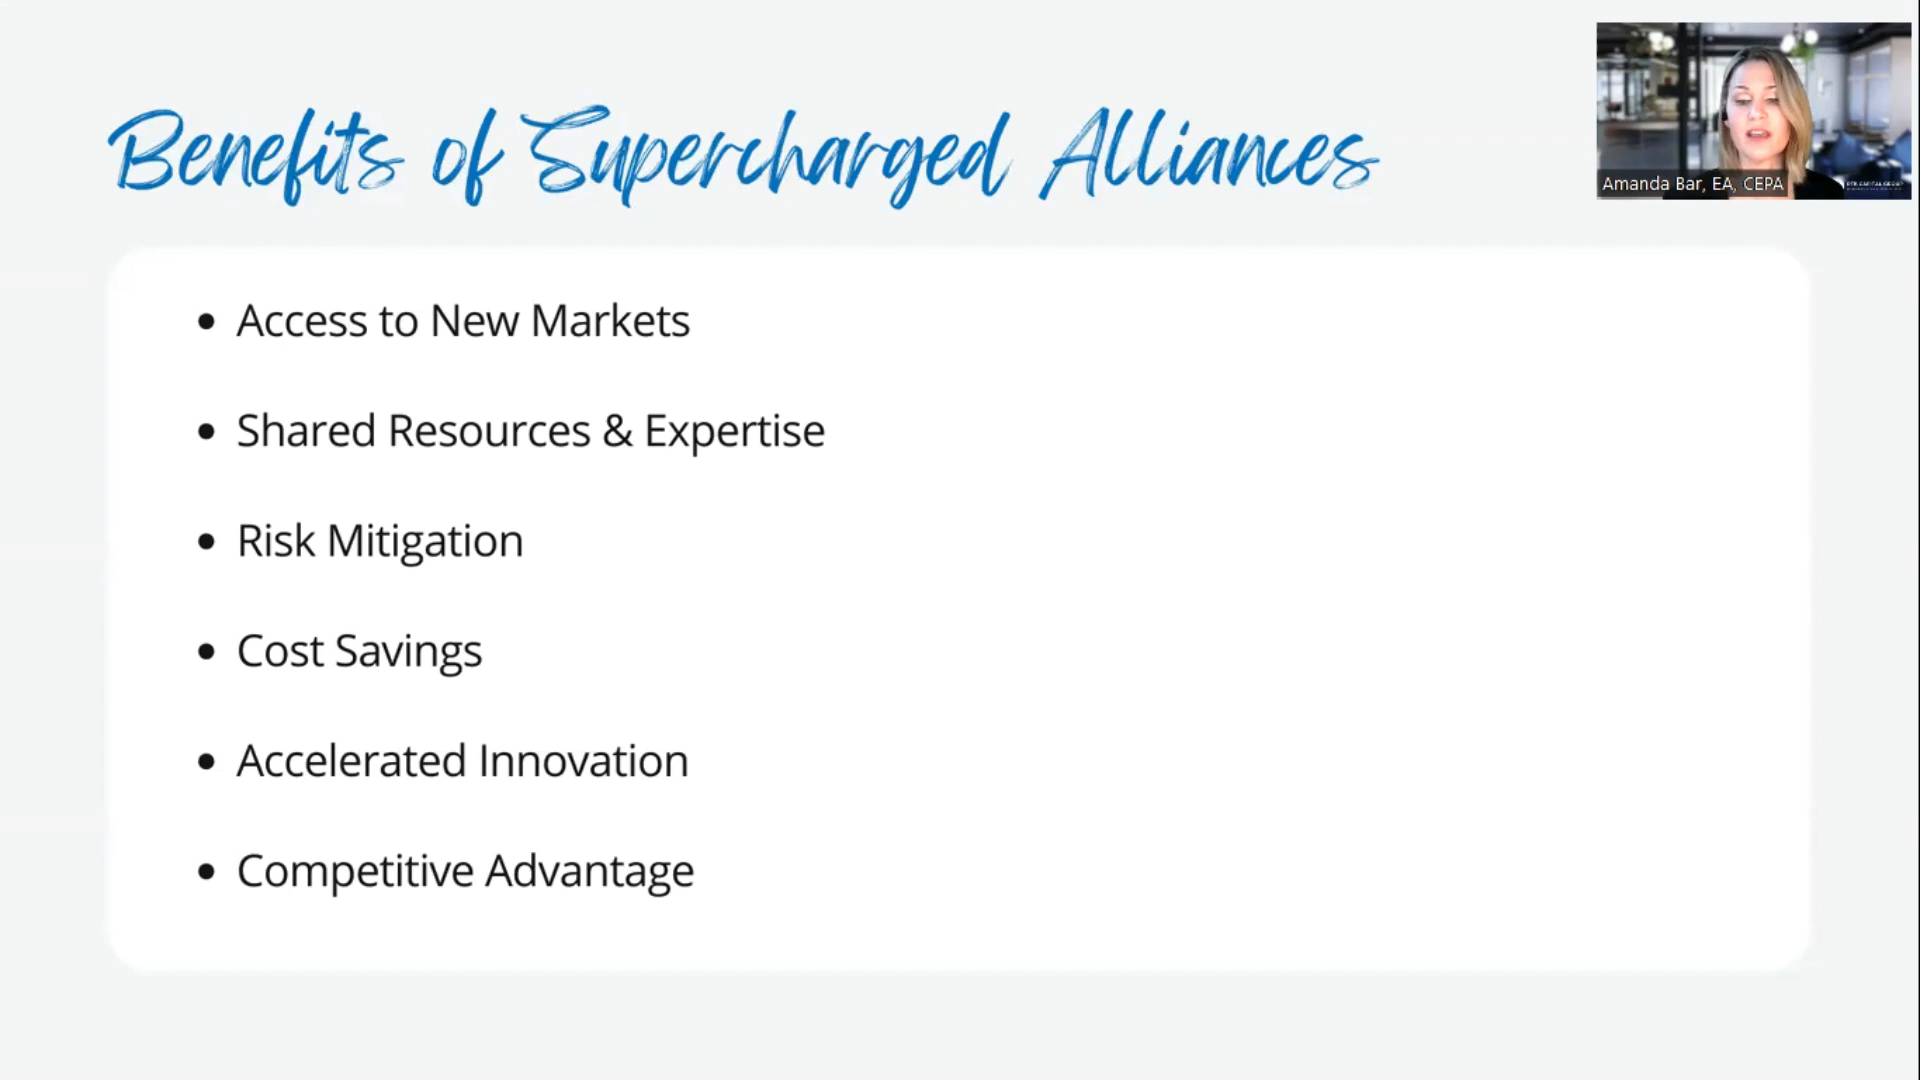 Benefits of Supercharged Alliances
Amanda Bar, EA, CEPA
• Access to New Markets
• Shared Resources & Expertise
• Risk Mitigation
• Cost Savings
• Accelerated Innovation
• Competitive Advantage